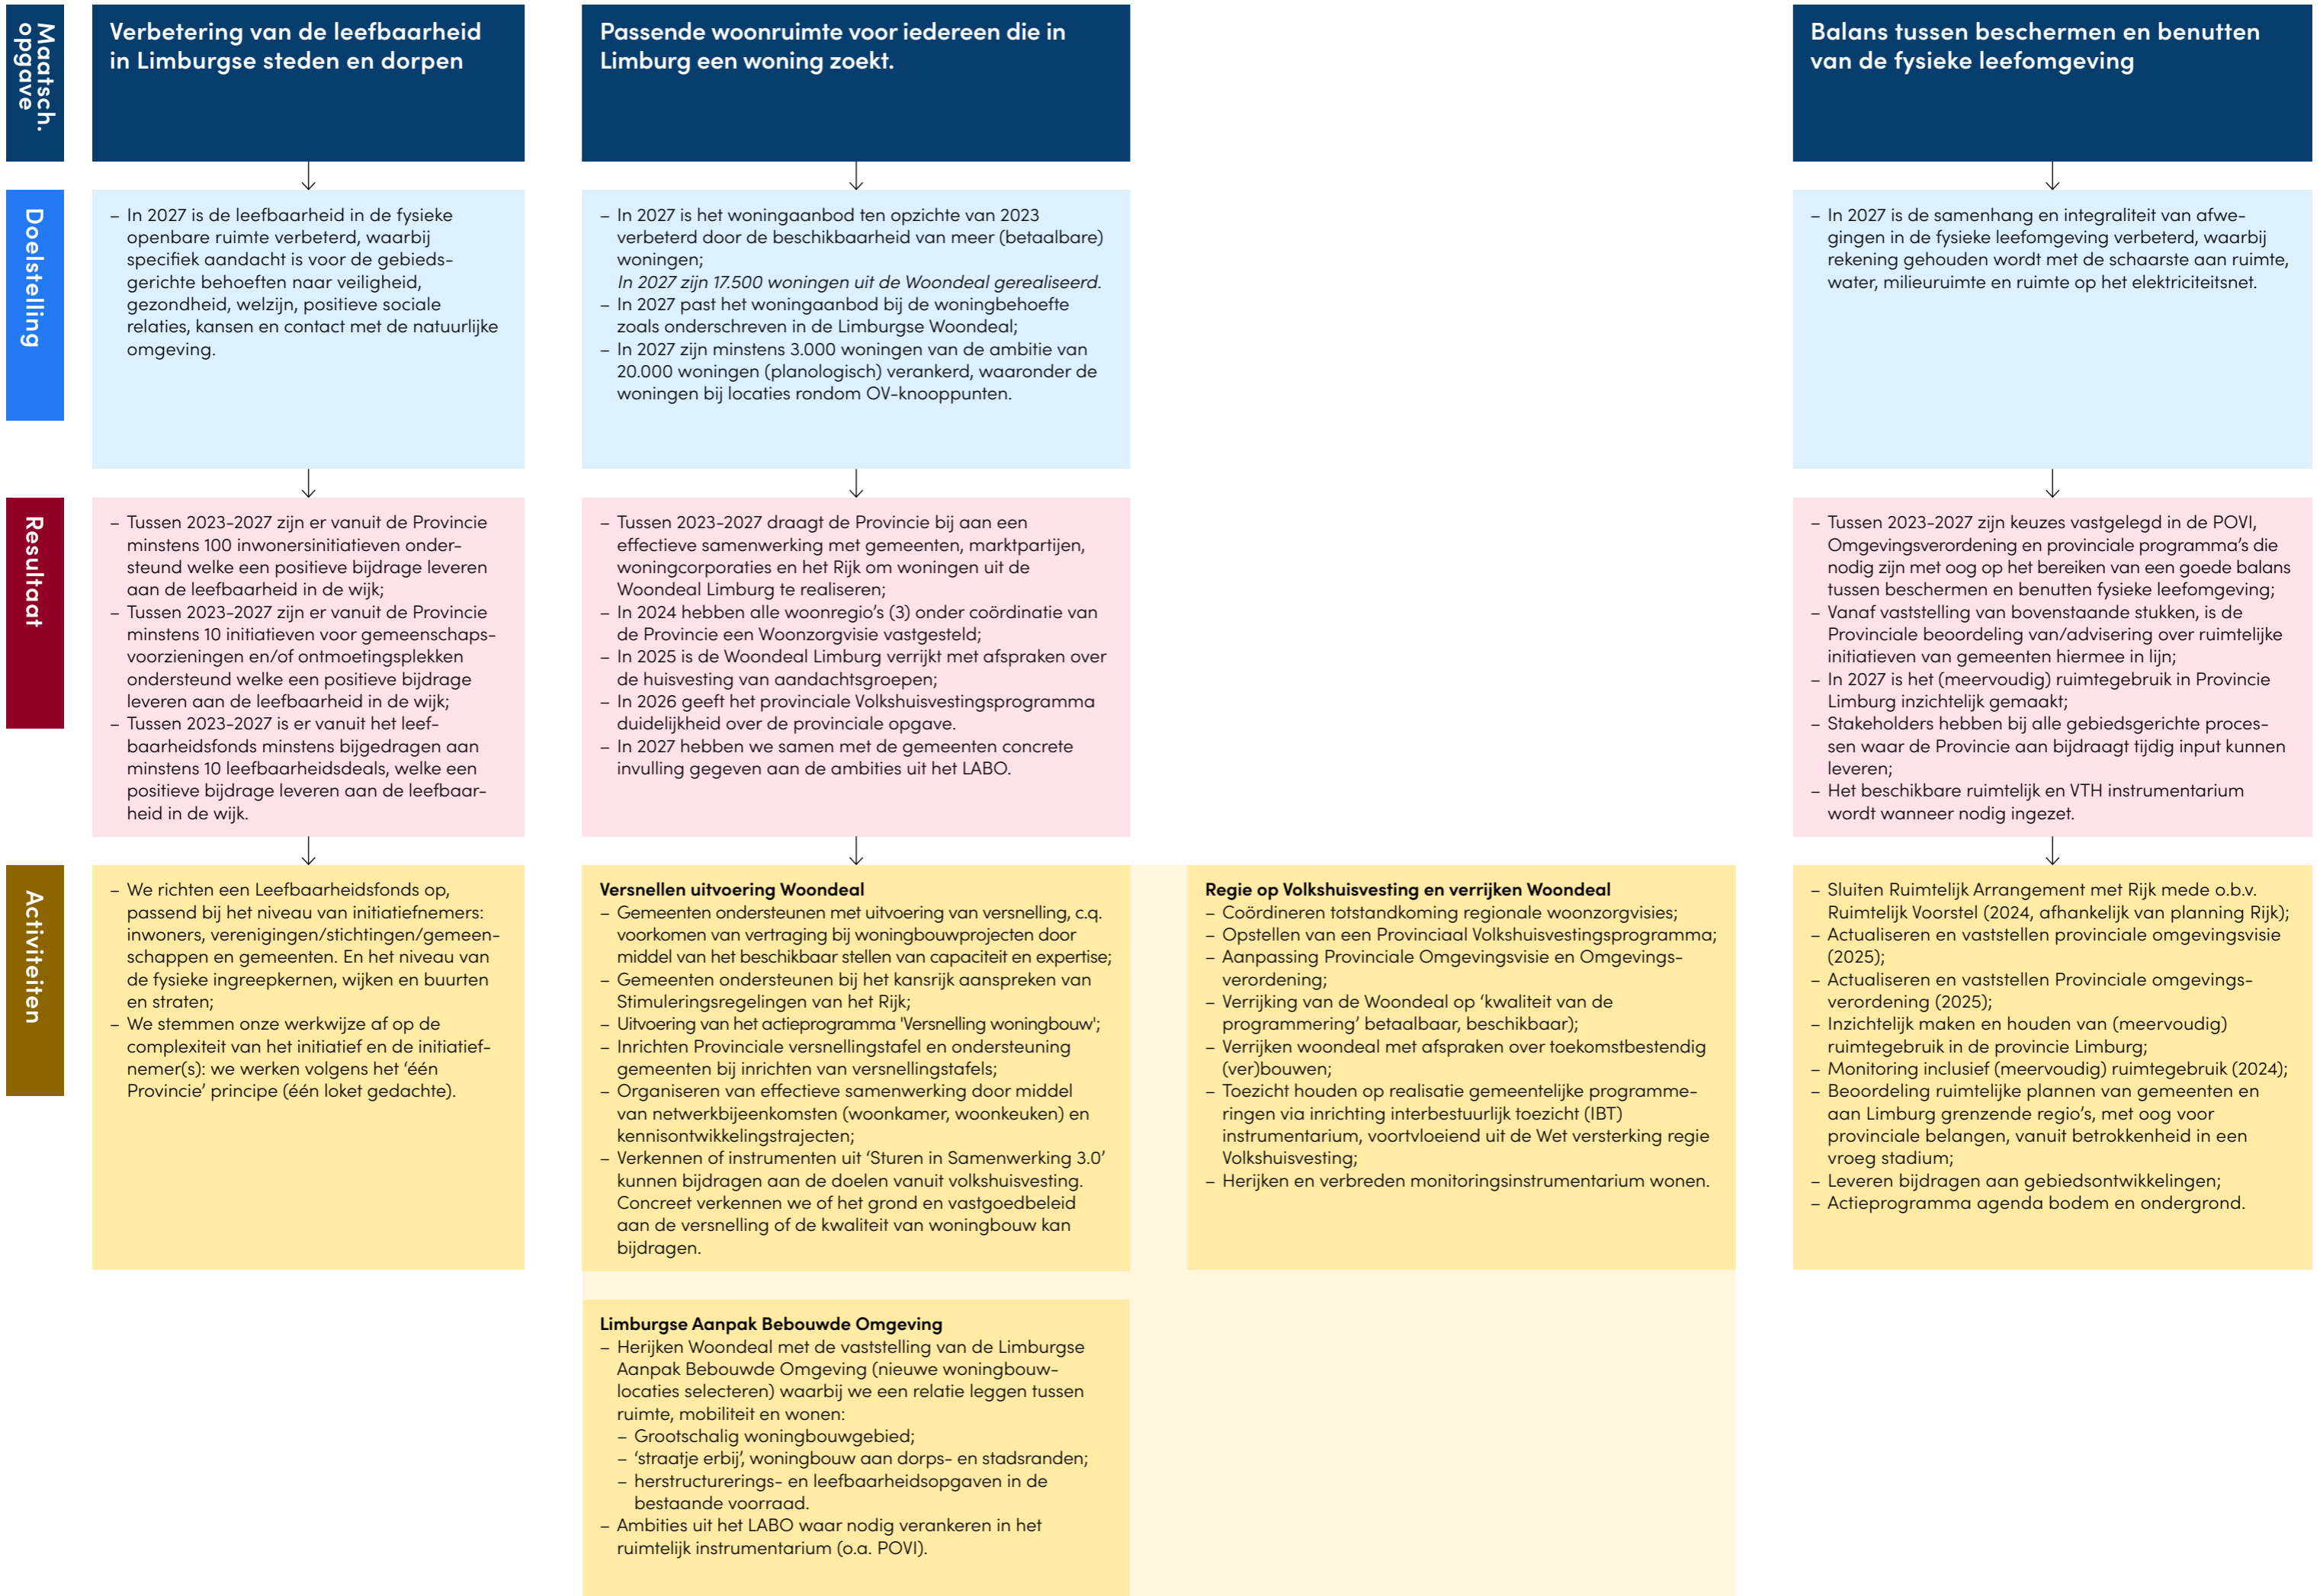 Maatsch.
opgave
Verbetering van de leefbaarheid
in Limburgse steden en dorpen
Passende woonruimte voor iedereen die in
Limburg een woning zoekt.
Balans tussen beschermen en benutten
van de fysieke leefomgeving
Doelstelling
– In 2027 is de leefbaarheid in de fysieke
openbare ruimte verbeterd, waarbij
specifiek aandacht is voor de gebieds-
gerichte behoeften naar veiligheid,
gezondheid, welzijn, positieve sociale
relaties, kansen en contact met de natuurlijke
omgeving.
– In 2027 is het woningaanbod ten opzichte van 2023
verbeterd door de beschikbaarheid van meer (betaalbare)
woningen;
In 2027 zijn 17.500 woningen uit de Woondeal gerealiseerd.
– In 2027 past het woningaanbod bij de woningbehoefte
zoals onderschreven in de Limburgse Woondeal;
– In 2027 zijn minstens 3.000 woningen van de ambitie van
20.000 woningen (planologisch) verankerd, waaronder de
woningen bij locaties rondom OV-knooppunten.
– In 2027 is de samenhang en integraliteit van afwe-
gingen in de fysieke leefomgeving verbeterd, waarbij
rekening gehouden wordt met de schaarste aan ruimte,
water, milieuruimte en ruimte op het elektriciteitsnet.
Resultaat
– Tussen 2023-2027 zijn er vanuit de Provincie
minstens 100 inwonersinitiatieven onder-
steund welke een positieve bijdrage leveren
aan de leefbaarheid in de wijk;
– Tussen 2023-2027 zijn er vanuit de Provincie
minstens 10 initiatieven voor gemeenschaps-
voorzieningen en/of ontmoetingsplekken
ondersteund welke een positieve bijdrage
leveren aan de leefbaarheid in de wijk;
– Tussen 2023-2027 is er vanuit het leef-
baarheidsfonds minstens bijgedragen aan
minstens 10 leefbaarheidsdeals, welke een
positieve bijdrage leveren aan de leefbaar-
heid in de wijk.
– Tussen 2023-2027 draagt de Provincie bij aan een
effectieve samenwerking met gemeenten, marktpartijen,
woningcorporaties en het Rijk om woningen uit de
Woondeal Limburg te realiseren;
– In 2024 hebben alle woonregio's (3) onder coördinatie van
de Provincie een Woonzorgvisie vastgesteld;
– In 2025 is de Woondeal Limburg verrijkt met afspraken over
de huisvesting van aandachtsgroepen;
– In 2026 geeft het provinciale Volkshuisvestingsprogramma
duidelijkheid over de provinciale opgave.
– In 2027 hebben we samen met de gemeenten concrete
invulling gegeven aan de ambities uit het LABO.
– Tussen 2023-2027 zijn keuzes vastgelegd in de POVI,
Omgevingsverordening en provinciale programma's die
nodig zijn met oog op het bereiken van een goede balans
tussen beschermen en benutten fysieke leefomgeving;
– Vanaf vaststelling van bovenstaande stukken, is de
Provinciale beoordeling van/advisering over ruimtelijke
initiatieven van gemeenten hiermee in lijn;
– In 2027 is het (meervoudig) ruimtegebruik in Provincie
Limburg inzichtelijk gemaakt;
– Stakeholders hebben bij alle gebiedsgerichte proces-
sen waar de Provincie aan bijdraagt tijdig input kunnen
leveren;
– Het beschikbare ruimtelijk en VTH instrumentarium
wordt wanneer nodig ingezet.
Activiteiten
– We richten een Leefbaarheidsfonds op,
passend bij het niveau van initiatiefnemers:
inwoners, verenigingen/stichtingen/gemeen-
schappen en gemeenten. En het niveau van
de fysieke ingreepkernen, wijken en buurten
en straten;
– We stemmen onze werkwijze af op de
complexiteit van het initiatief en de initiatief-
nemer(s): we werken volgens het 'één
Provincie' principe (één loket gedachte).
Versnellen uitvoering Woondeal
– Gemeenten ondersteunen met uitvoering van versnelling, c.q.
voorkomen van vertraging bij woningbouwprojecten door
middel van het beschikbaar stellen van capaciteit en expertise;
– Gemeenten ondersteunen bij het kansrijk aanspreken van
Stimuleringsregelingen van het Rijk;
– Uitvoering van het actieprogramma 'Versnelling woningbouw';
– Inrichten Provinciale versnellingstafel en ondersteuning
gemeenten bij inrichten van versnellingstafels;
– Organiseren van effectieve samenwerking door middel
van netwerkbijeenkomsten (woonkamer, woonkeuken) en
kennisontwikkelingstrajecten;
– Verkennen of instrumenten uit 'Sturen in Samenwerking 3.0'
kunnen bijdragen aan de doelen vanuit volkshuisvesting.
Concreet verkennen we of het grond en vastgoedbeleid
aan de versnelling of de kwaliteit van woningbouw kan
bijdragen.
Regie op Volkshuisvesting en verrijken Woondeal
– Coördineren totstandkoming regionale woonzorgvisies;
– Opstellen van een Provinciaal Volkshuisvestingsprogramma;
– Aanpassing Provinciale Omgevingsvisie en Omgevings-
verordening;
– Verrijking van de Woondeal op 'kwaliteit van de
programmering' betaalbaar, beschikbaar);
– Verrijken woondeal met afspraken over toekomstbestendig
(ver)bouwen;
– Toezicht houden op realisatie gemeentelijke programme-
ringen via inrichting interbestuurlijk toezicht (IBT)
instrumentarium, voortvloeiend uit de Wet versterking regie
Volkshuisvesting;
– Herijken en verbreden monitoringsinstrumentarium wonen.
– Sluiten Ruimtelijk Arrangement met Rijk mede o.b.v.
Ruimtelijk Voorstel (2024, afhankelijk van planning Rijk);
– Actualiseren en vaststellen provinciale omgevingsvisie
(2025);
– Actualiseren en vaststellen Provinciale omgevings-
verordening (2025);
– Inzichtelijk maken en houden van (meervoudig)
ruimtegebruik in de provincie Limburg;
– Monitoring inclusief (meervoudig) ruimtegebruik (2024);
– Beoordeling ruimtelijke plannen van gemeenten en
aan Limburg grenzende regio's, met oog voor
provinciale belangen, vanuit betrokkenheid in een
vroeg stadium;
– Leveren bijdragen aan gebiedsontwikkelingen;
– Actieprogramma agenda bodem en ondergrond.
Limburgse Aanpak Bebouwde Omgeving
– Herijken Woondeal met de vaststelling van de Limburgse
Aanpak Bebouwde Omgeving (nieuwe woningbouw-
locaties selecteren) waarbij we een relatie leggen tussen
ruimte, mobiliteit en wonen:
– Grootschalig woningbouwgebied;
– 'straatje erbij', woningbouw aan dorps- en stadsranden;
– herstructurerings- en leefbaarheidsopgaven in de
bestaande voorraad.
– Ambities uit het LABO waar nodig verankeren in het
ruimtelijk instrumentarium (o.a. POVI).